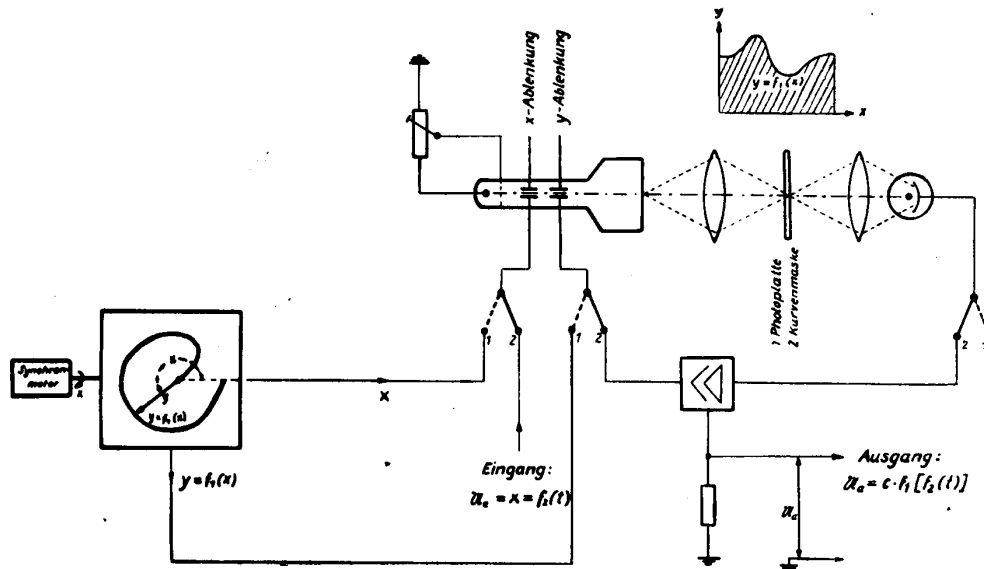 y
y = f₁(x)
x
x-Ablenkung
y-Ablenkung
1 Photoplatte
2 Kurvenmaske
1
2
1
2
2
1
Synchron-
motor
x
x
y
y = f₁(x)
x
y = f₁(x)
Eingang:
𝔘e = x = f₂(t)
Ausgang:
𝔘a = c · f₁ [f₂(t)]
𝔘a